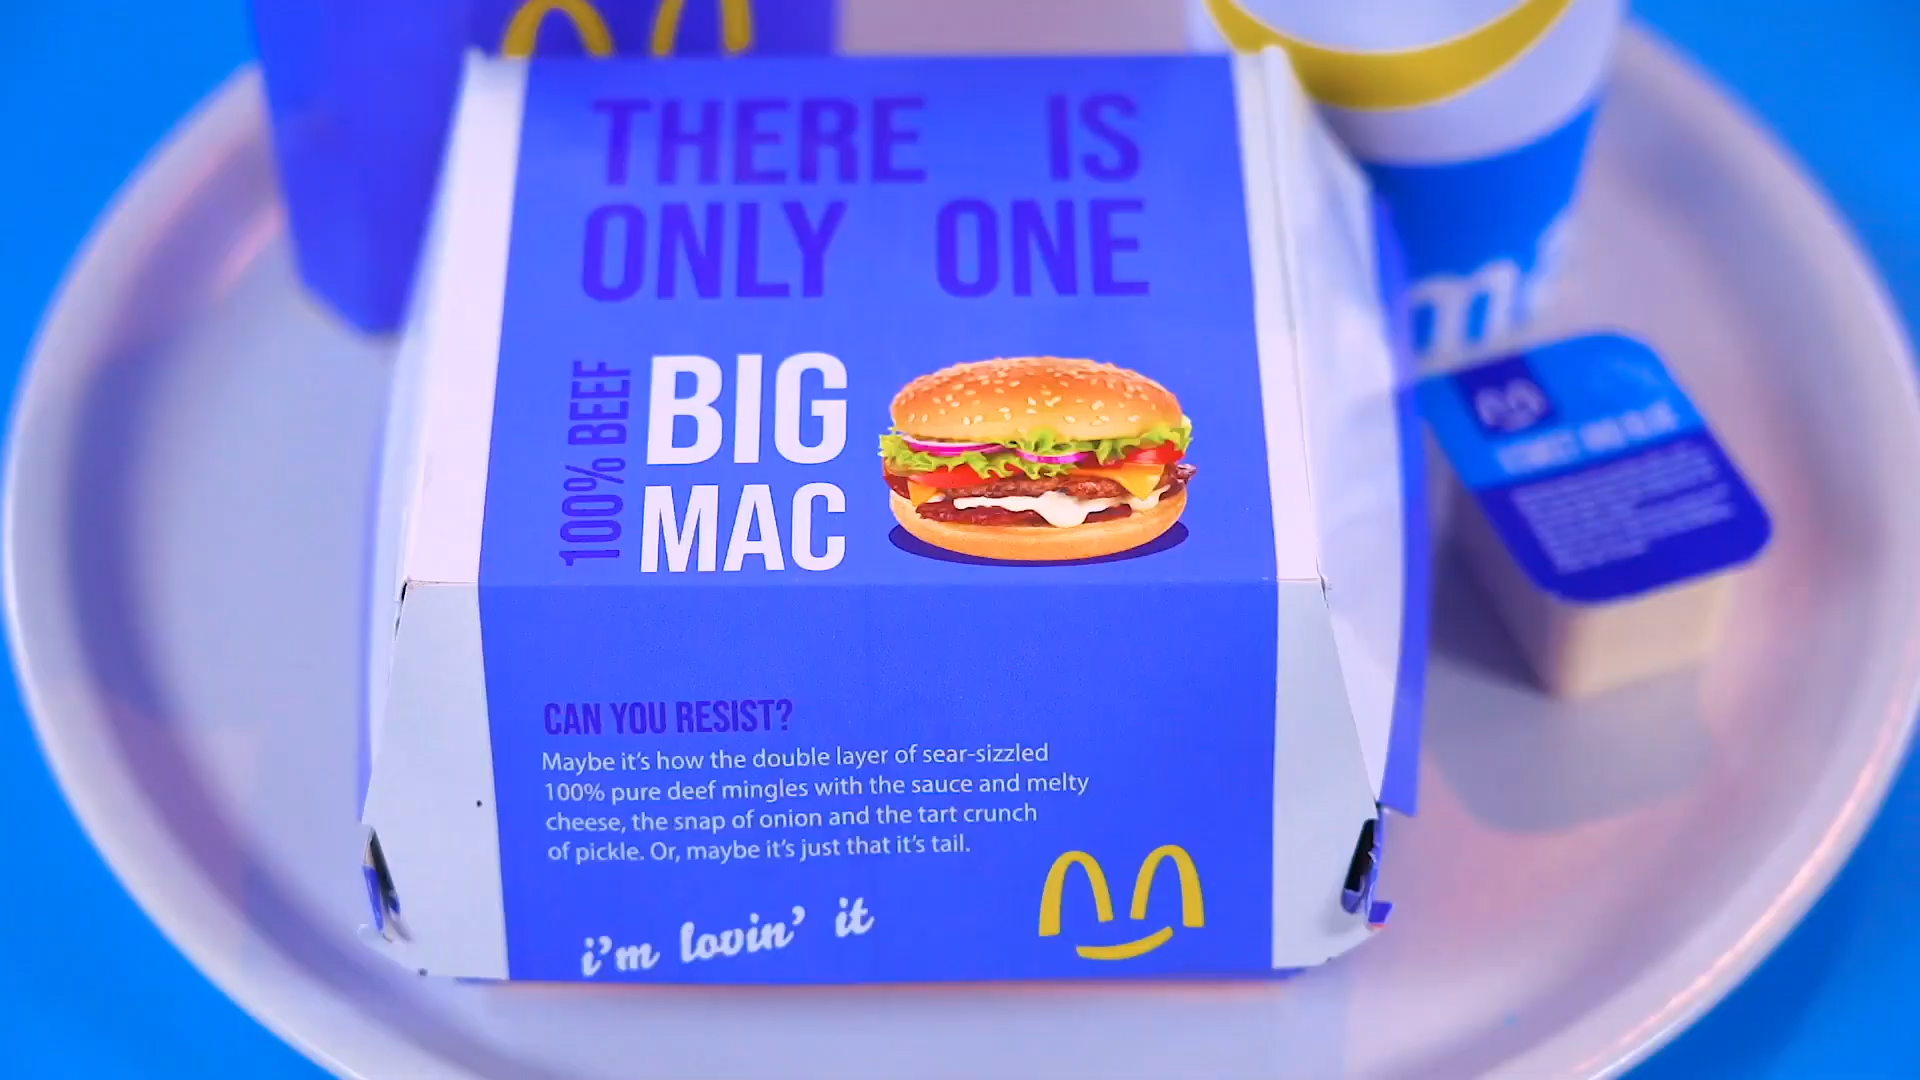 THERE IS
ONLY ONE
100% BEEF
BIG
MAC
CAN YOU RESIST?
Maybe it's how the double layer of sear-sizzled
100% pure deef mingles with the sauce and melty
cheese, the snap of onion and the tart crunch
of pickle. Or, maybe it's just that it's tail.
i'm lovin' it